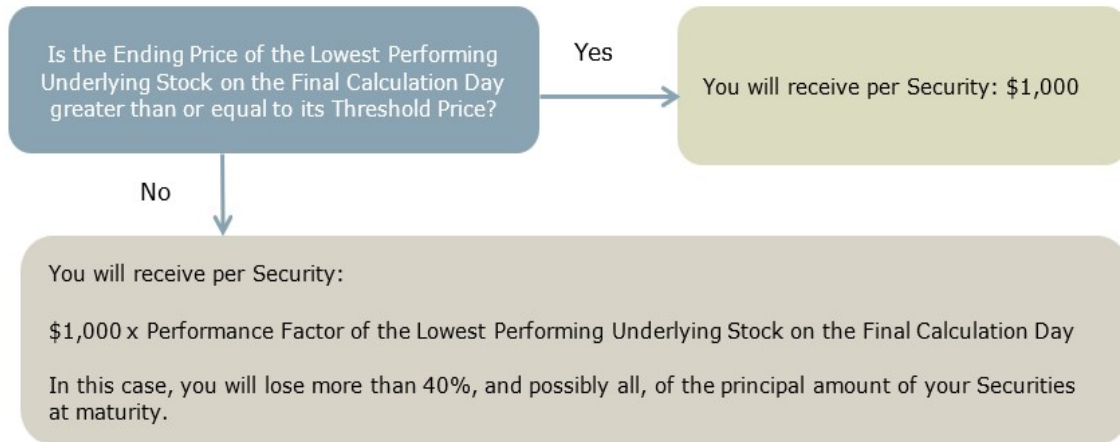 Is the Ending Price of the Lowest Performing
Underlying Stock on the Final Calculation Day
greater than or equal to its Threshold Price?
Yes
You will receive per Security: $1,000
No
You will receive per Security:
$1,000 x Performance Factor of the Lowest Performing Underlying Stock on the Final Calculation Day
In this case, you will lose more than 40%, and possibly all, of the principal amount of your Securities
at maturity.